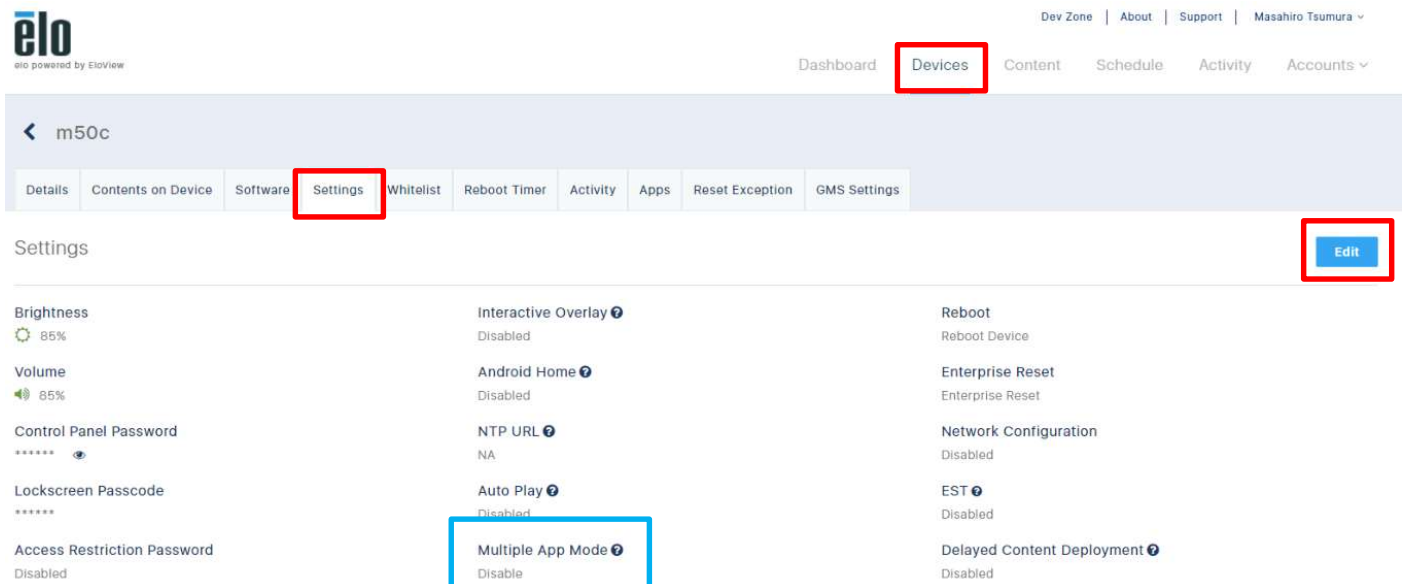 Dev Zone | About | Support | Masahiro Tsumura
ēlo
elo powered by EloView
Dashboard Devices Content Schedule Activity Accounts
m50c
Details Contents on Device Software Settings Whitelist Reboot Timer Activity Apps Reset Exception GMS Settings
Settings Edit
Brightness Interactive Overlay ? Reboot
85% Disabled Reboot Device
Volume Android Home ? Enterprise Reset
85% Disabled Enterprise Reset
Control Panel Password NTP URL ? Network Configuration
****** NA Disabled
Lockscreen Passcode Auto Play ? EST ?
****** Disabled Disabled
Access Restriction Password Multiple App Mode ? Delayed Content Deployment ?
Disabled Disable Disabled